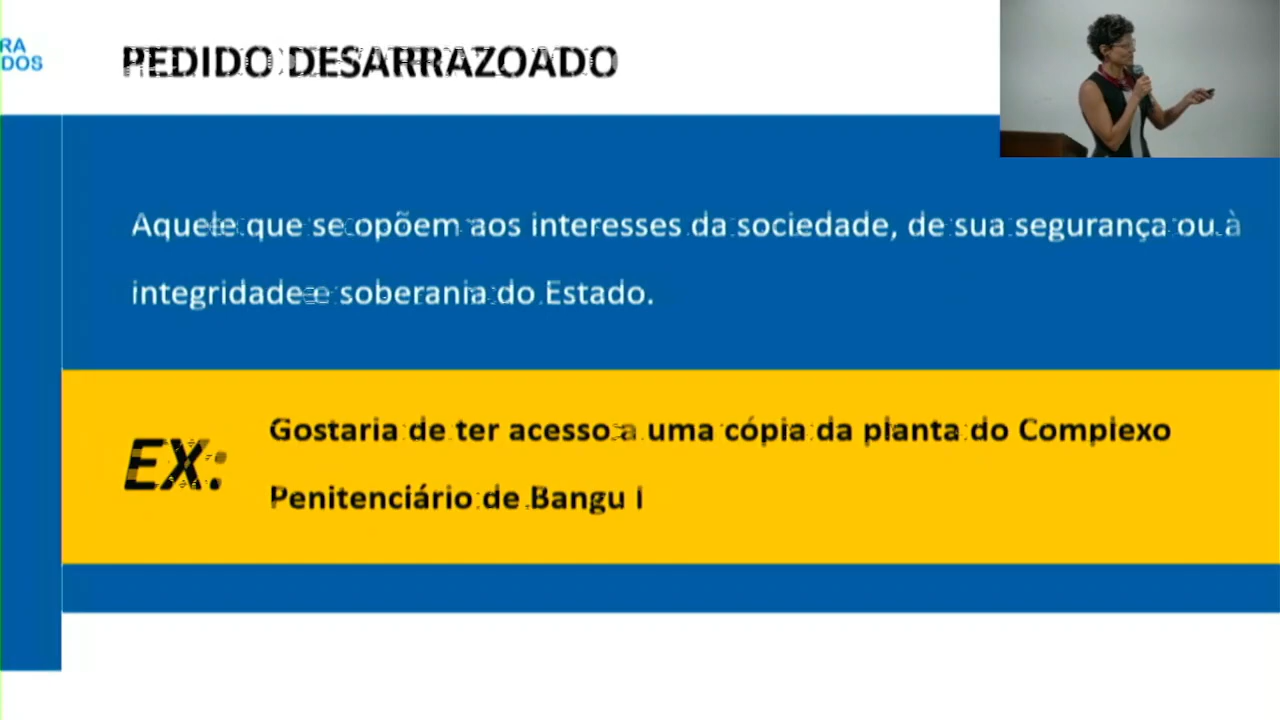 RA
DOS
PEDIDO DESARRAZOADO
Aquele que se opõem aos interesses da sociedade, de sua segurança ou à
integridade e soberania do Estado.
EX:
Gostaria de ter acesso a uma cópia da planta do Complexo
Penitenciário de Bangu I